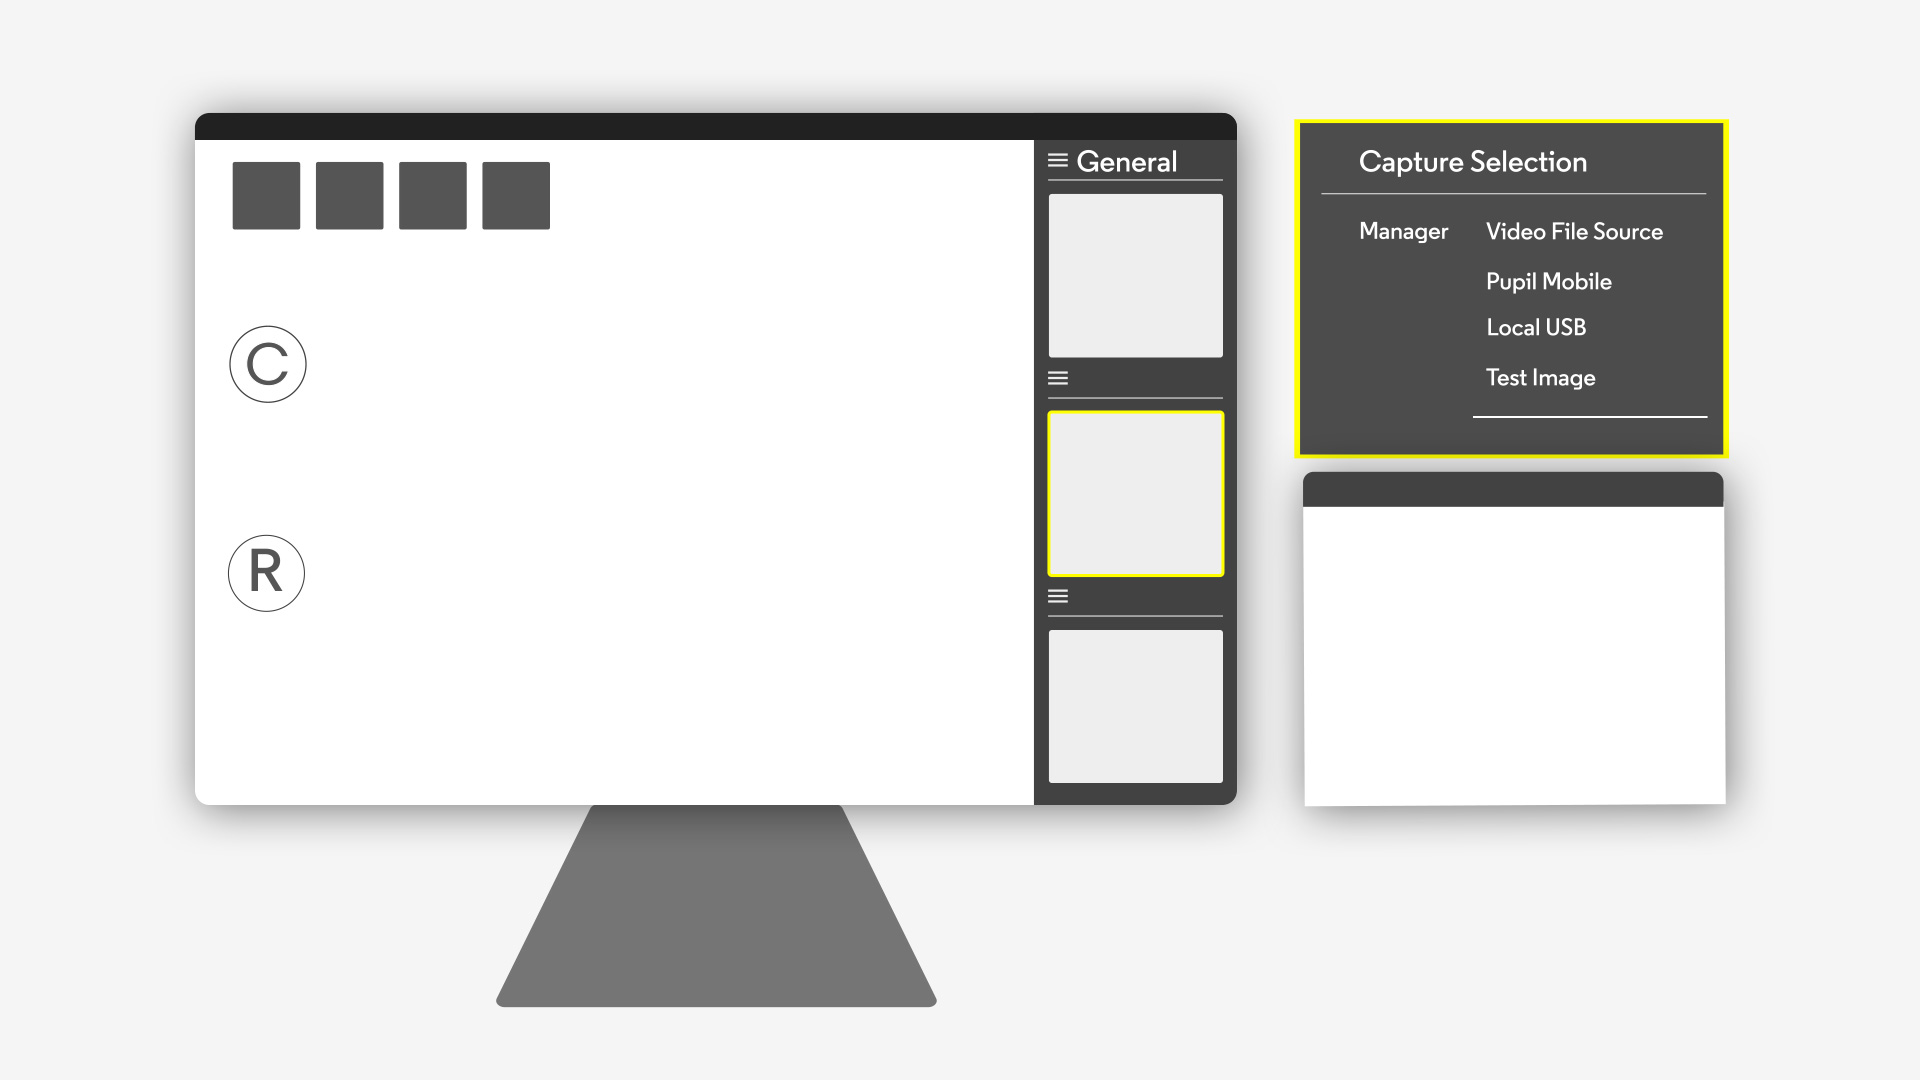 General
C
R
Capture Selection
Manager Video File Source
Pupil Mobile
Local USB
Test Image